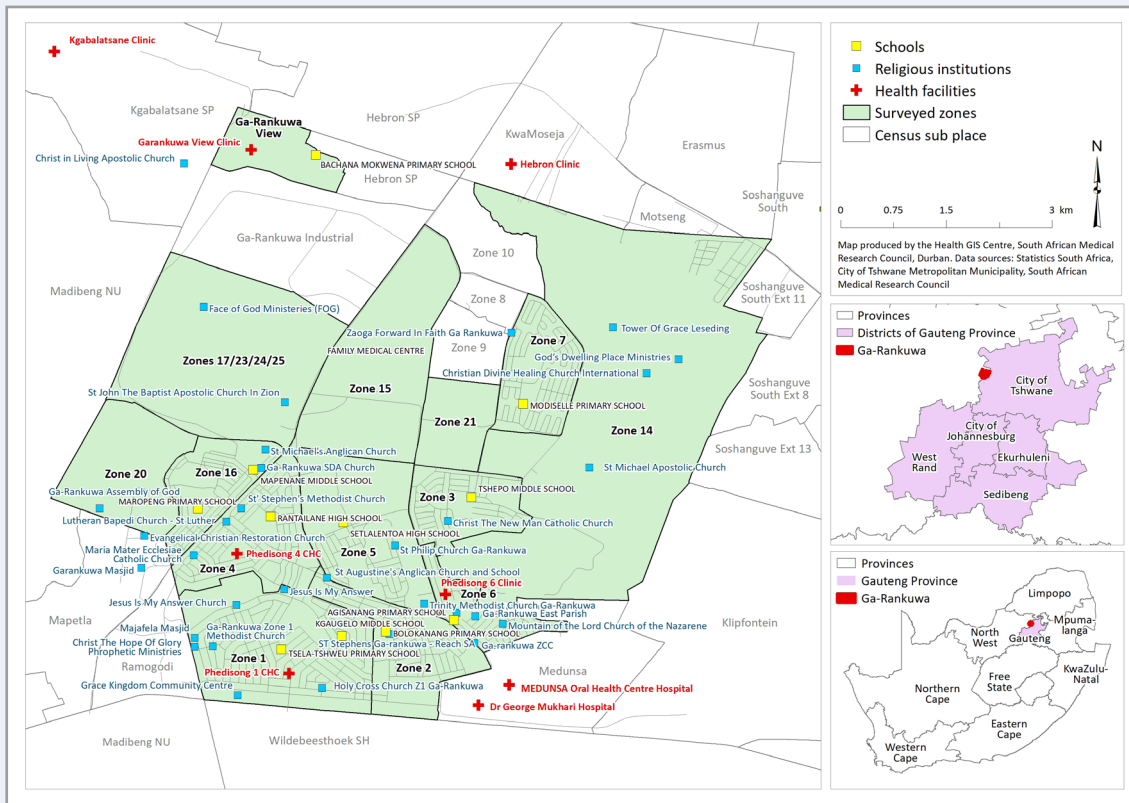 Kgabalatsane Clinic
Kgabalatsane SP
Hebron SP
Ga-Rankuwa
View
Garankuwa View Clinic
KwaMoseja
Erasmus
Christ in Living Apostolic Church
BACHANA MOKWENA PRIMARY SCHOOL
Hebron Clinic
Hebron SP
Soshanguve
South
Motseng
Ga-Rankuwa Industrial
Zone 10
Madibeng NU
Soshanguve
South Ext 11
Zone 8
Face of God Ministries (FOG)
Zaoga Forward In Faith Ga Rankuwa
Tower Of Grace Leseding
Zone 7
FAMILY MEDICAL CENTRE
Zone 9
Zones 17/23/24/25
God's Dwelling Place Ministries
Christian Divine Healing Church International
Zone 15
St John The Baptist Apostolic Church In Zion
Soshanguve
South Ext 8
MODISELLE PRIMARY SCHOOL
Zone 21
Zone 14
St Michael's Anglican Church
Soshanguve Ext 13
Zone 20
Zone 16
Ga-Rankuwa SDA Church
St Michael Apostolic Church
MAPENANE MIDDLE SCHOOL
Ga-Rankuwa Assembly of God
TSHEPO MIDDLE SCHOOL
MAROPENG PRIMARY SCHOOL
St' Stephen's Methodist Church
Zone 3
Lutheran Bapedi Church - St Luther
RANTAILANE HIGH SCHOOL
Christ The New Man Catholic Church
SETLALENTOA HIGH SCHOOL
Evangelical Christian Restoration Church
Maria Mater Ecclesiae
Catholic Church
Phedisong 4 CHC
Zone 5
St Philip Church Ga-Rankuwa
Garankuwa Masjid
Zone 4
St Augustine's Anglican Church and School
Phedisong 6 Clinic
Jesus Is My Answer
Zone 6
Jesus Is My Answer Church
Trinity Methodist Church Ga-Rankuwa
AGISANANG PRIMARY SCHOOL
Ga-Rankuwa East Parish
Mapetla
Majafela Masjid
Ga-Rankuwa Zone 1
Methodist Church
KGAUGELO MIDDLE SCHOOL
Mountain of the Lord Church of the Nazarene
Klipfontein
BOLOKANANG PRIMARY SCHOOL
Christ The Hope Of Glory
Prophetic Ministries
ST Stephens Ga-rankuwa - Reach SA
Ga-rankuwa ZCC
TSELA-TSHWEU PRIMARY SCHOOL
Ramogodi
Zone 1
Zone 2
Phedisong 1 CHC
Medunsa
Grace Kingdom Community Centre
Holy Cross Church Z1 Ga-Rankuwa
MEDUNSA Oral Health Centre Hospital
Dr George Mukhari Hospital
Madibeng NU
Wildebeesthoek SH
Schools
Religious institutions
Health facilities
Surveyed zones
Census sub place
N
0 0.75 1.5 3 km
Map produced by the Health GIS Centre, South African Medical
Research Council, Durban. Data sources: Statistics South Africa,
City of Tshwane Metropolitan Municipality, South African
Medical Research Council
Provinces
Districts of Gauteng Province
Ga-Rankuwa
City of
Tshwane
City of
Johannesburg
West
Rand
Ekurhuleni
Sedibeng
Provinces
Gauteng Province
Ga-Rankuwa
Limpopo
North
West
Mpuma-
langa
Gauteng
Free
State
KwaZulu-
Natal
Northern
Cape
Eastern
Cape
Western
Cape